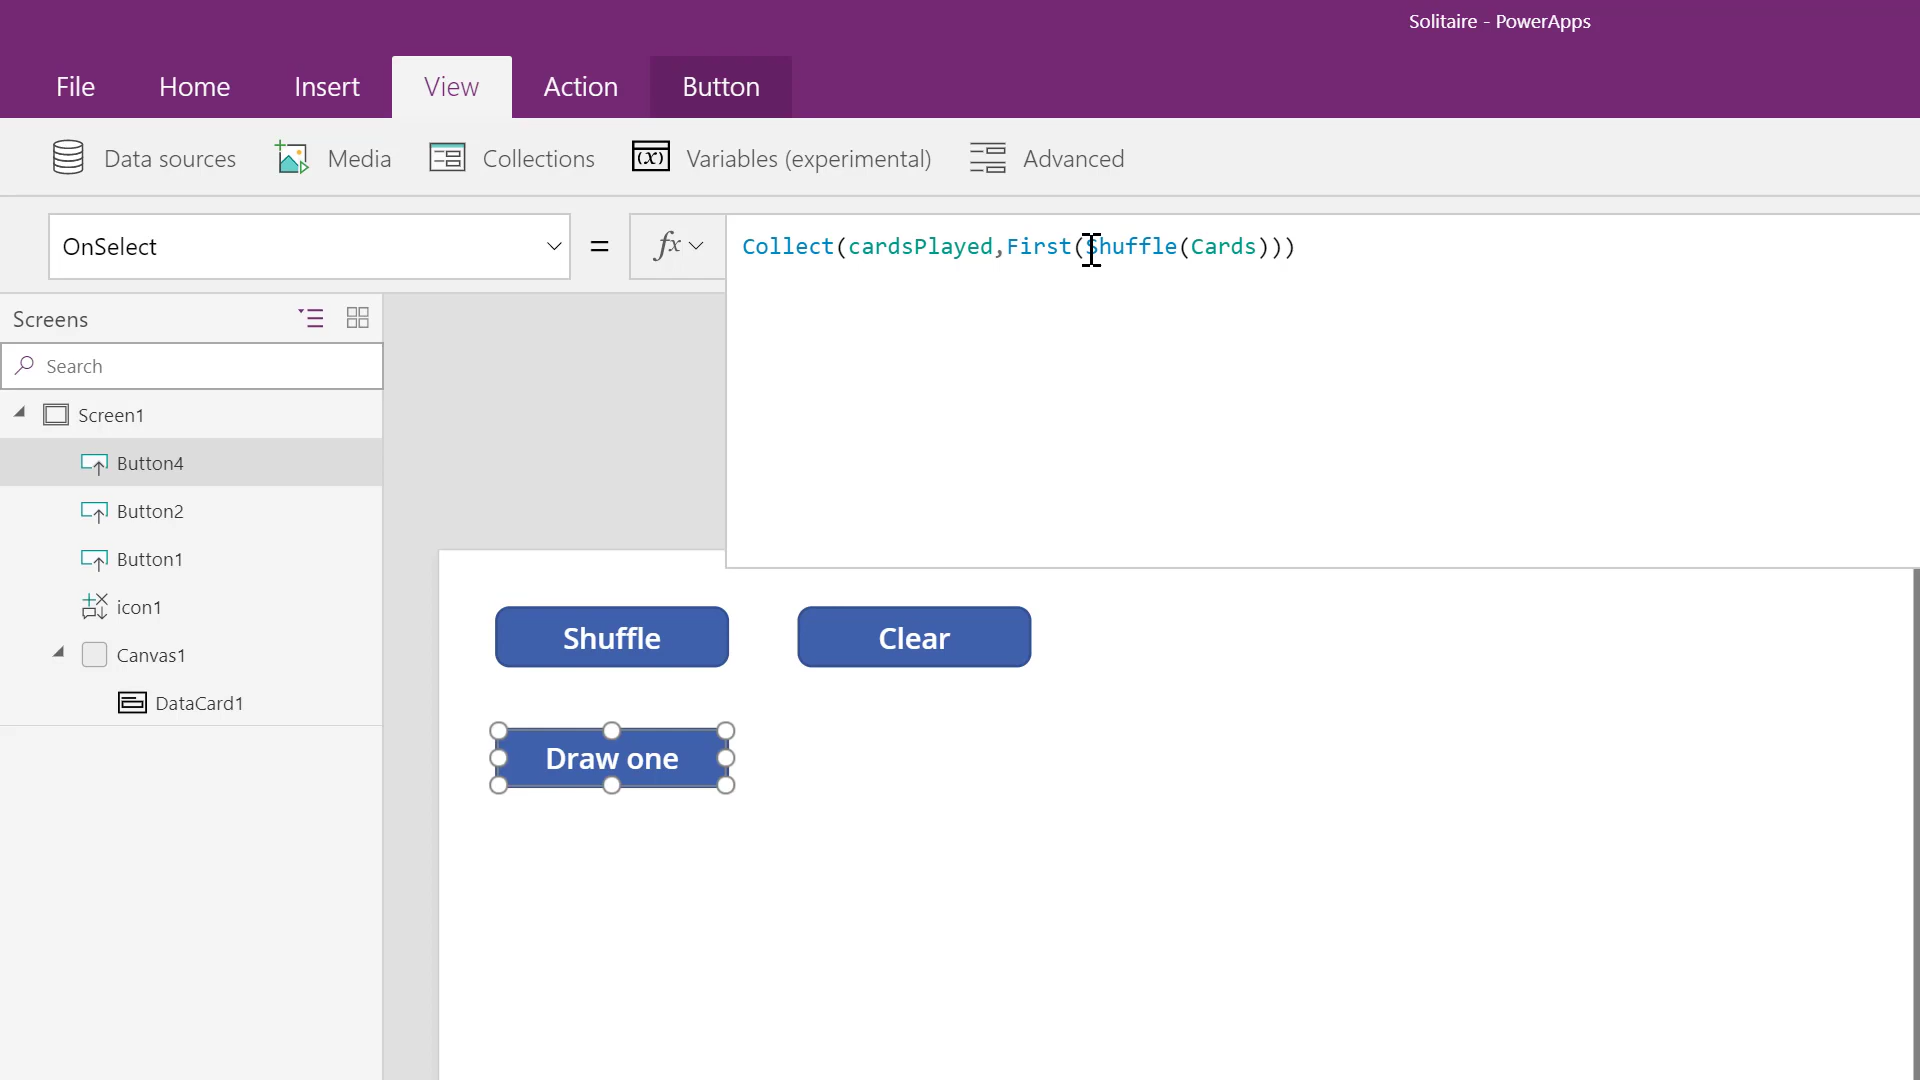 Solitaire - PowerApps
File Home Insert View Action Button
Data sources Media Collections (x) Variables (experimental) Advanced
OnSelect = fx Collect(cardsPlayed,First(Shuffle(Cards)))
Screens
Search
Screen1
Button4
Button2
Button1
icon1
Canvas1
DataCard1
Shuffle Clear
Draw one